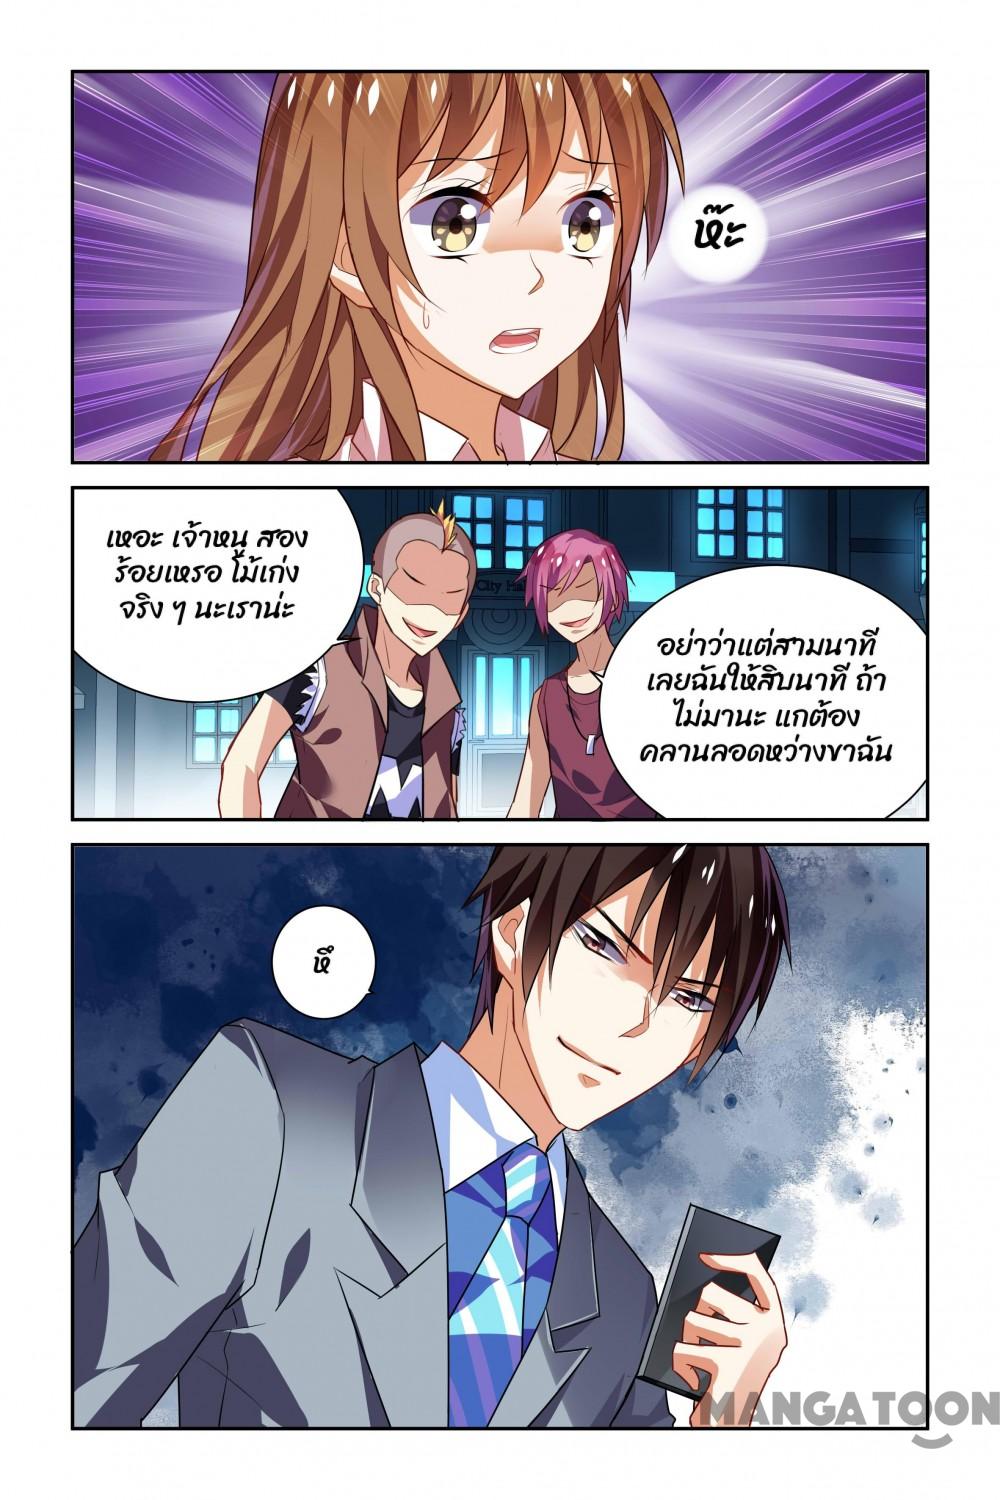 ห๊ะ
เหอะ เจ้าหนู สอง
ร้อยเหรอ โม้เก่ง
จริง ๆ นะเราน่ะ
City Hal
อย่าว่าแต่สามนาที
เลยฉันให้สิบนาที ถ้า
ไม่มานะ แกต้อง
คลานลอดหว่างขาฉัน
หึ
MANGATOON